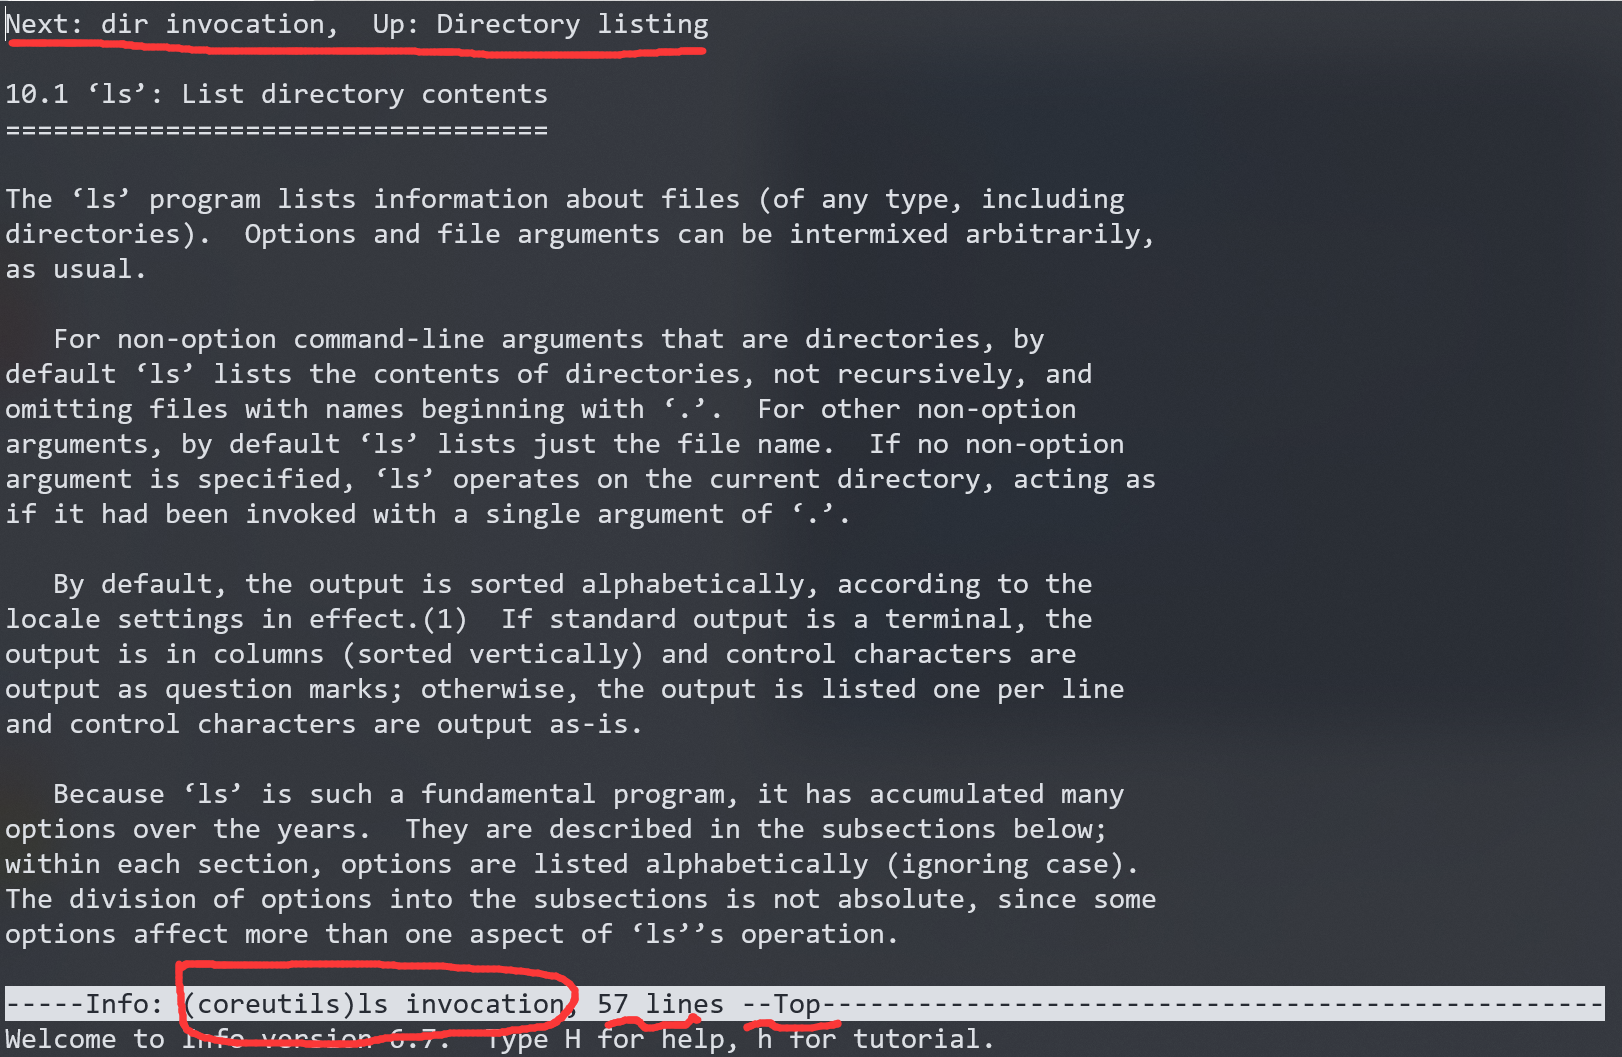 Next: dir invocation,  Up: Directory listing
10.1 ‘ls’: List directory contents
==================================
The ‘ls’ program lists information about files (of any type, including
directories).  Options and file arguments can be intermixed arbitrarily,
as usual.
   For non-option command-line arguments that are directories, by
default ‘ls’ lists the contents of directories, not recursively, and
omitting files with names beginning with ‘.’.  For other non-option
arguments, by default ‘ls’ lists just the file name.  If no non-option
argument is specified, ‘ls’ operates on the current directory, acting as
if it had been invoked with a single argument of ‘.’.
   By default, the output is sorted alphabetically, according to the
locale settings in effect.(1)  If standard output is a terminal, the
output is in columns (sorted vertically) and control characters are
output as question marks; otherwise, the output is listed one per line
and control characters are output as-is.
   Because ‘ls’ is such a fundamental program, it has accumulated many
options over the years.  They are described in the subsections below;
within each section, options are listed alphabetically (ignoring case).
The division of options into the subsections is not absolute, since some
options affect more than one aspect of ‘ls’’s operation.
-----Info: (coreutils)ls invocation, 57 lines --Top-------------------------------------------------
Welcome to Info version 6.7.  Type H for help, h for tutorial.